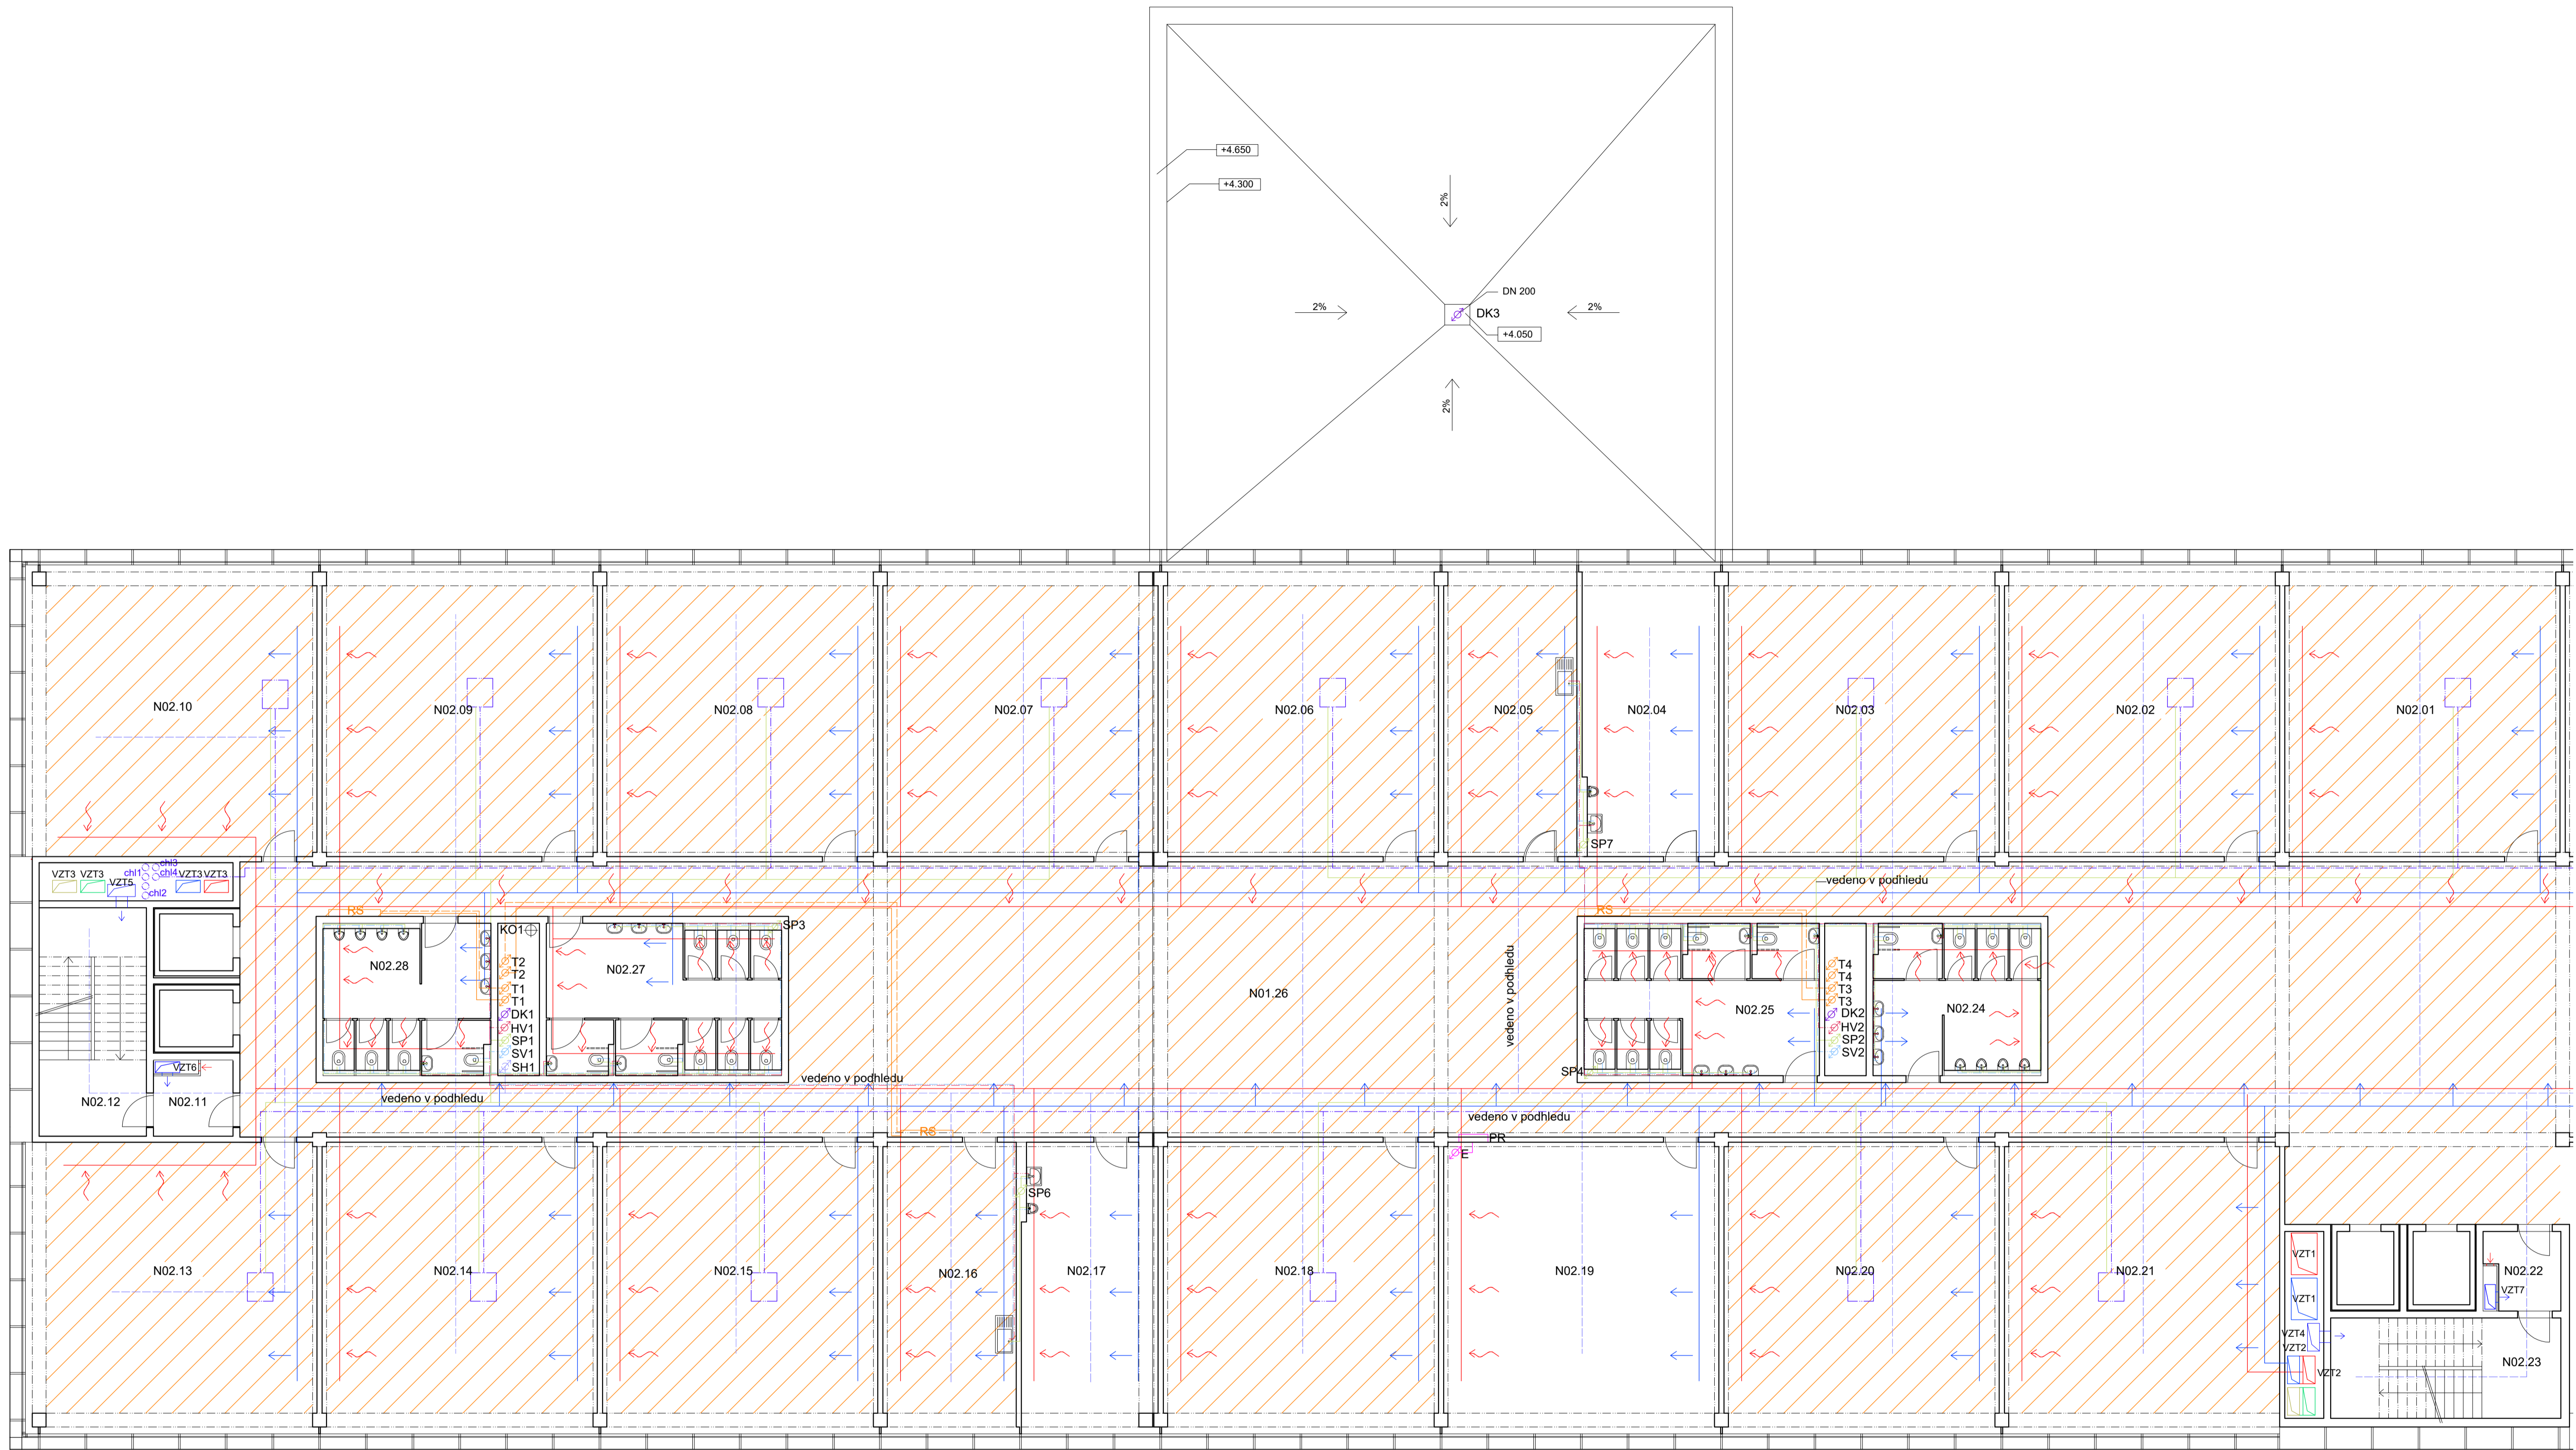 +4.650
+4.300
2%
DN 200
2%
2%
DK3
+4.050
2%
N02.10
N02.09
N02.08
N02.07
N02.06
N02.05
N02.04
N02.03
N02.02
N02.01
SP7
chl3
VZT3
VZT3
chl1
chl4
VZT3
VZT3
VZT5
chl2
vedeno v podhledu
RS
RS
KO1
SP3
N02.28
T2
N02.27
T2
T1
T1
DK1
HV1
SP1
SV1
SH1
N01.26
vedeno v podhledu
T4
T4
T3
T3
N02.25
N02.24
DK2
HV2
SP2
SV2
VZT6
SP4
vedeno v podhledu
vedeno v podhledu
N02.12
N02.11
vedeno v podhledu
RS
PR
E
SP6
N02.13
N02.14
N02.15
N02.16
N02.17
N02.18
N02.19
N02.20
N02.21
VZT1
N02.22
VZT7
VZT1
VZT4
VZT2
VZT2
N02.23